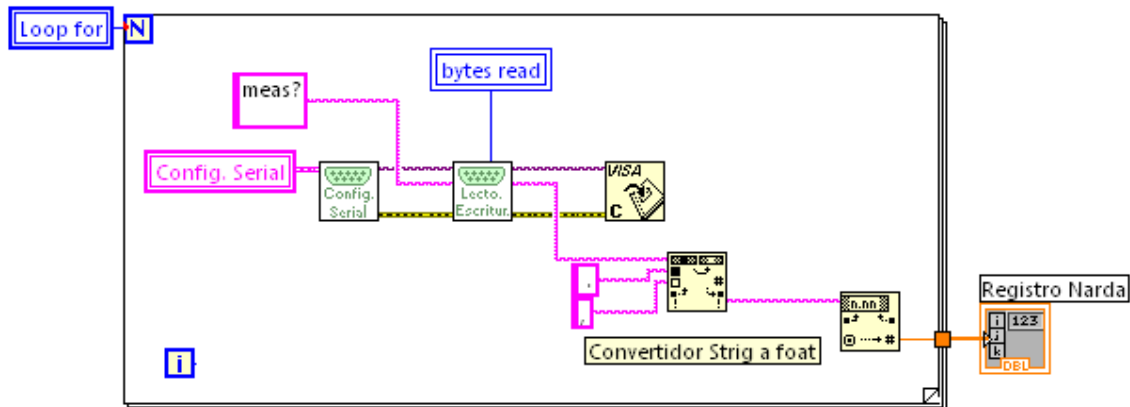 Loop for
N
bytes read
meas?
Config. Serial
Config.
Serial
Lecto.
Escritur.
VISA
C
#
!
!
n.nn
#
Convertidor Strig a foat
Registro Narda
i
123
j
k
DBL
i